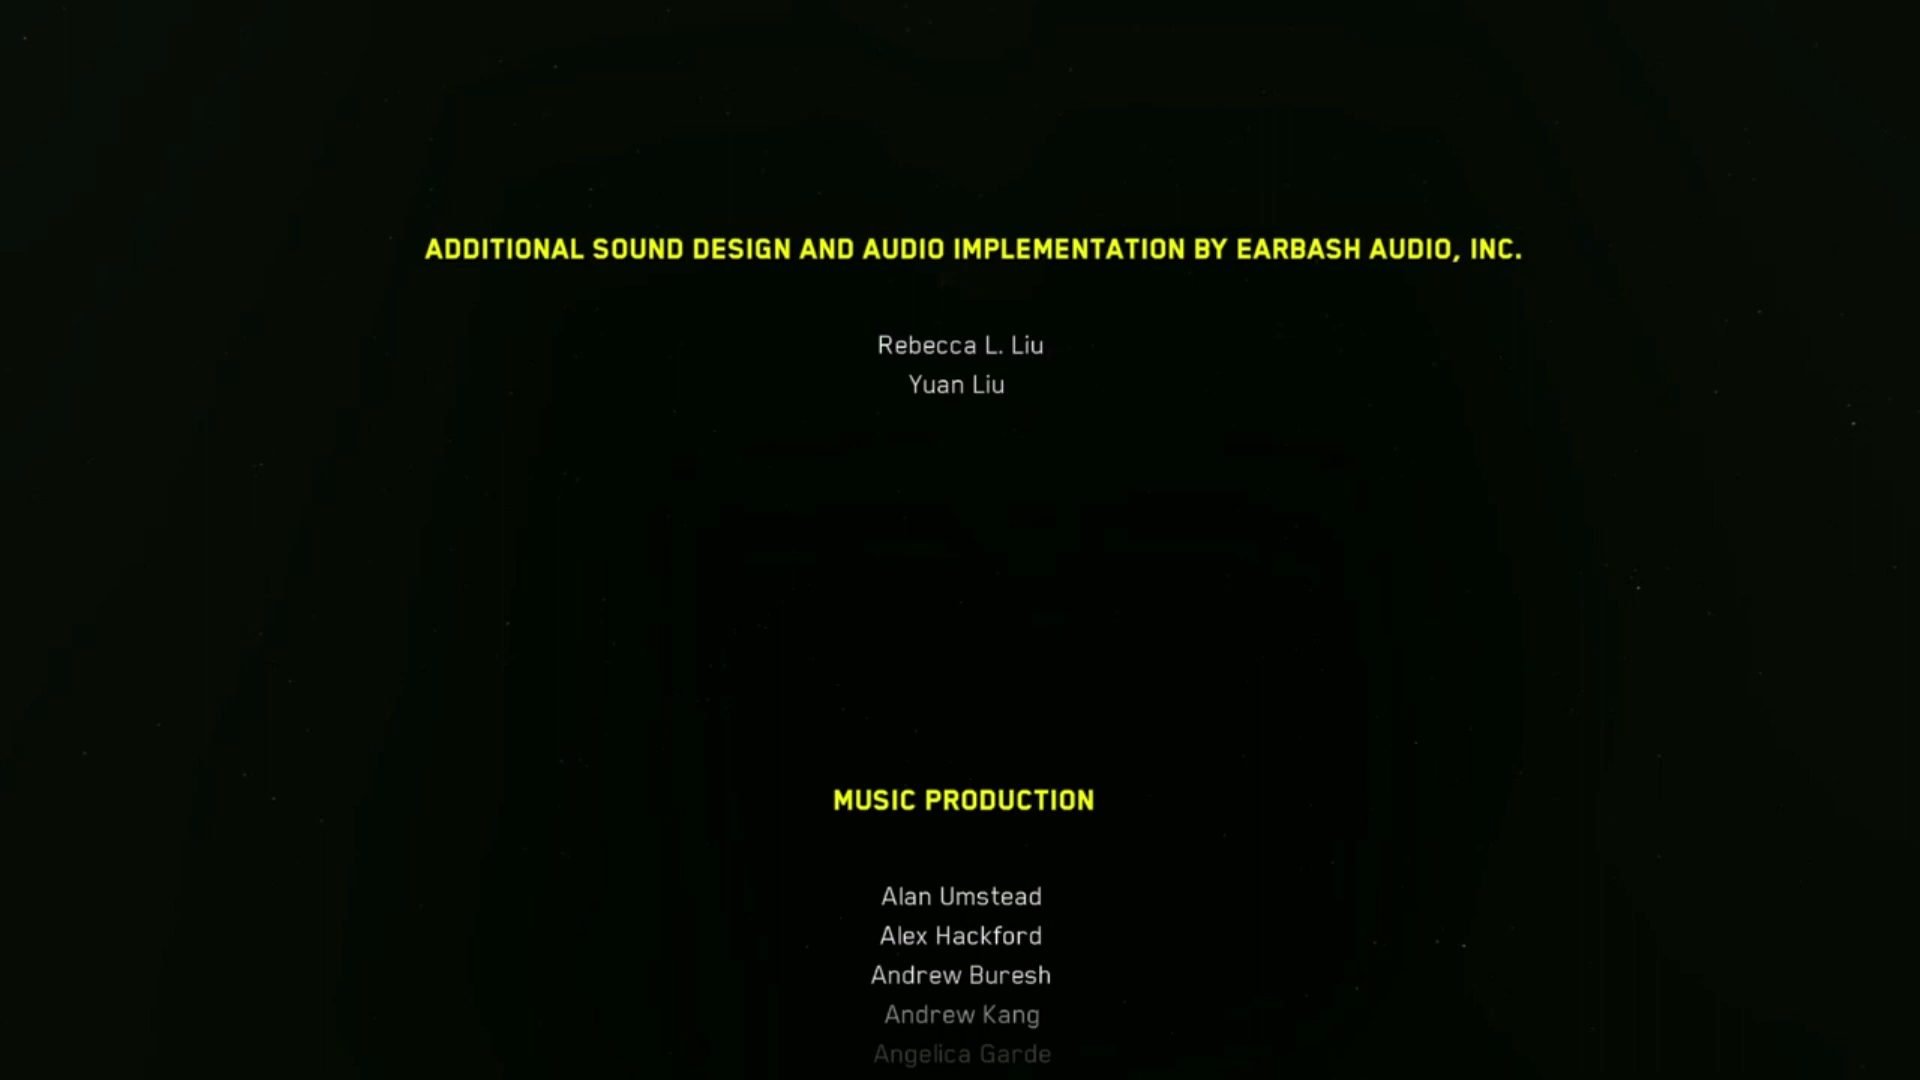 ADDITIONAL SOUND DESIGN AND AUDIO IMPLEMENTATION BY EARBASH AUDIO, INC.
Rebecca L. Liu
Yuan Liu
MUSIC PRODUCTION
Alan Umstead
Alex Hackford
Andrew Buresh
Andrew Kang
Angelica Garde